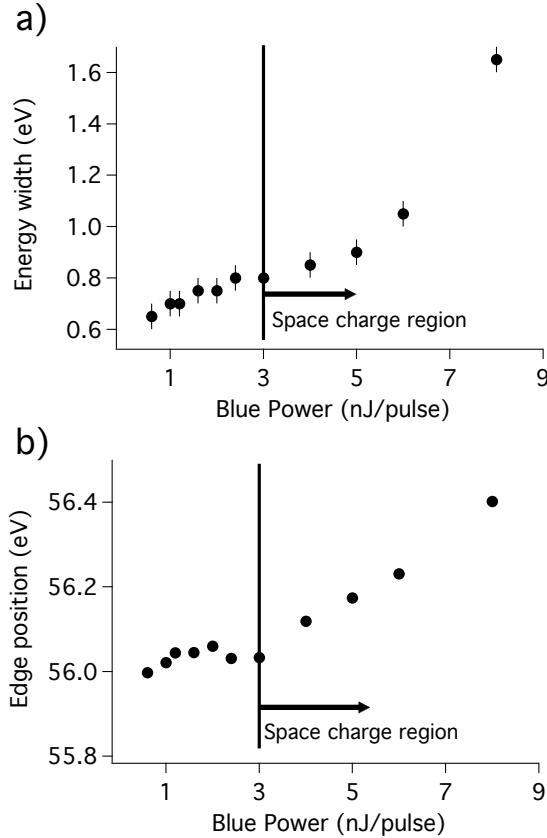 a)
1.6
1.4
1.2
1.0
0.8
0.6
Energy width (eV)
Space charge region
1 3 5 7 9
Blue Power (nJ/pulse)
b)
56.4
56.2
56.0
55.8
Edge position (eV)
Space charge region
1 3 5 7 9
Blue Power (nJ/pulse)